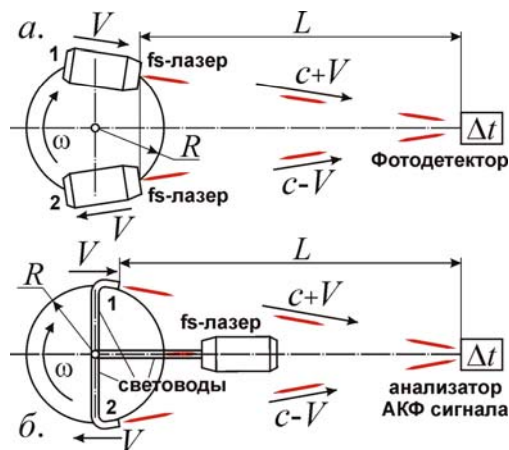 а.
V
L
1
fs-лазер
c+V
ω
R
Δt
Фотодетектор
2
fs-лазер
c-V
V
V
L
R
1
c+V
fs-лазер
ω
световоды
Δt
2
анализатор
АКФ сигнала
c-V
б.
V